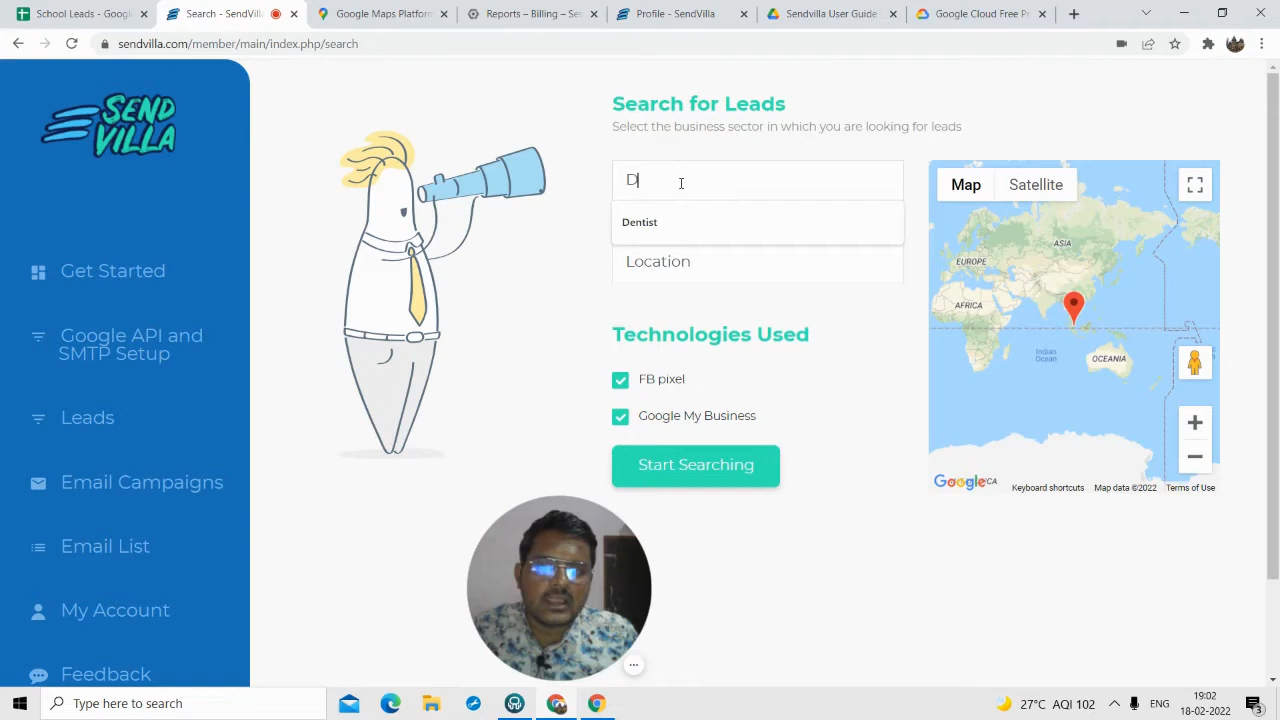 School Leads - Google Sheets
Search - SendVilla
Google Maps Platform
Reports – Billing – Sen
Profile - SendVilla
Sendvilla User Guide
Google Cloud Free P
sendvilla.com/member/main/index.php/search
SEND
VILLA
Get Started
Google API and
SMTP Setup
Leads
Email Campaigns
Email List
My Account
Feedback
Search for Leads
Select the business sector in which you are looking for leads
D
Dentist
Location
Technologies Used
FB pixel
Google My Business
Start Searching
Map
Satellite
ASIA
EUROPE
AFRICA
Indian
Ocean
OCEANIA
Google
CA
Keyboard shortcuts
Map data ©2022
Terms of Use
Type here to search
27°C AQI 102
ENG
19:02
18-02-2022
3